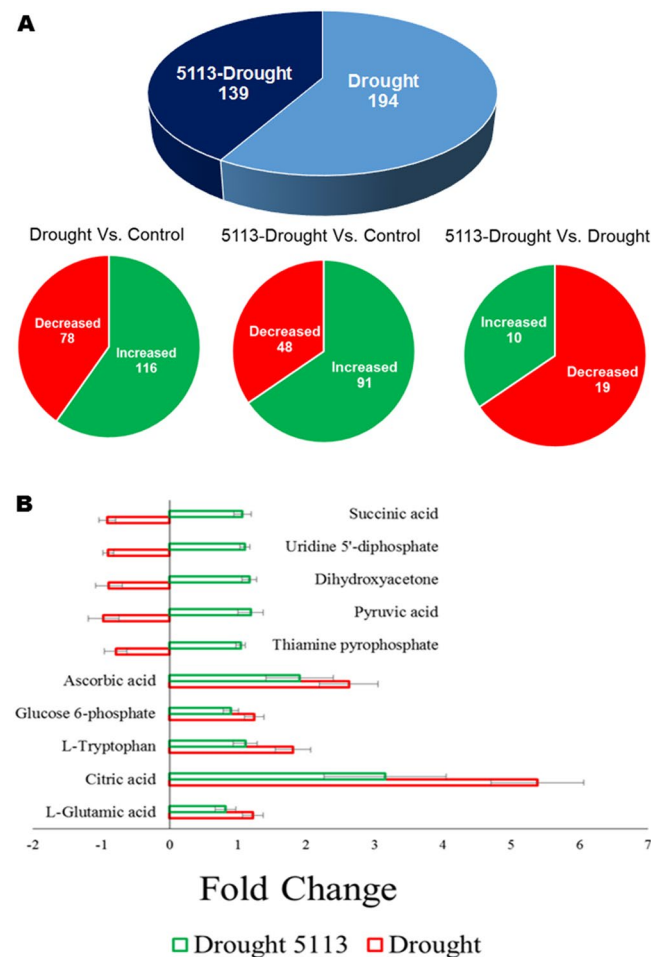 A
5113-Drought
139
Drought
194
Drought Vs. Control
5113-Drought Vs. Control
5113-Drought Vs. Drought
Decreased
78
Increased
116
Decreased
48
Increased
91
Increased
10
Decreased
19
B
Succinic acid
Uridine 5'-diphosphate
Dihydroxyacetone
Pyruvic acid
Thiamine pyrophosphate
Ascorbic acid
Glucose 6-phosphate
L-Tryptophan
Citric acid
L-Glutamic acid
-2 -1 0 1 2 3 4 5 6 7
Fold Change
Drought 5113 Drought